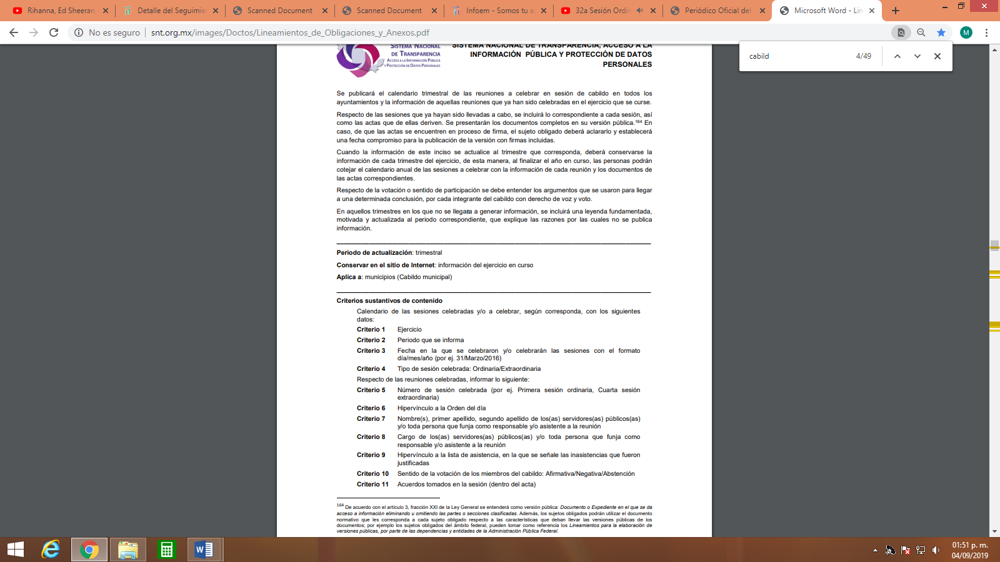 Rihanna, Ed Sheeran,
Detalle del Seguimie
Scanned Document
Scanned Document
Infoem - Somos tu a
32a Sesión Ordin
Periódico Oficial del
Microsoft Word - Lin
No es seguro | snt.org.mx/images/Doctos/Lineamientos_de_Obligaciones_y_Anexos.pdf
M
cabild 4/49
SISTEMA NACIONAL
DE TRANSPARENCIA
ACCESO A LA INFORMACIÓN PÚBLICA
Y PROTECCIÓN DE DATOS PERSONALES
SISTEMA NACIONAL DE TRANSPARENCIA, ACCESO A LA
INFORMACIÓN PÚBLICA Y PROTECCIÓN DE DATOS
PERSONALES
Se publicará el calendario trimestral de las reuniones a celebrar en sesión de cabildo en todos los
ayuntamientos y la información de aquellas reuniones que ya han sido celebradas en el ejercicio que se curse.
Respecto de las sesiones que ya hayan sido llevadas a cabo, se incluirá lo correspondiente a cada sesión, así
como las actas que de ellas deriven. Se presentarán los documentos completos en su versión pública.164 En
caso, de que las actas se encuentren en proceso de firma, el sujeto obligado deberá aclararlo y establecerá
una fecha compromiso para la publicación de la versión con firmas incluidas.
Cuando la información de este inciso se actualice al trimestre que corresponda, deberá conservarse la
información de cada trimestre del ejercicio, de esta manera, al finalizar el año en curso, las personas podrán
cotejar el calendario anual de las sesiones a celebrar con la información de cada reunión y los documentos de
las actas correspondientes.
Respecto de la votación o sentido de participación se debe entender los argumentos que se usaron para llegar
a una determinada conclusión, por cada integrante del cabildo con derecho de voz y voto.
En aquellos trimestres en los que no se llegara a generar información, se incluirá una leyenda fundamentada,
motivada y actualizada al periodo correspondiente, que explique las razones por las cuales no se publica
información.
Periodo de actualización: trimestral
Conservar en el sitio de Internet: información del ejercicio en curso
Aplica a: municipios (Cabildo municipal)
Criterios sustantivos de contenido
Calendario de las sesiones celebradas y/o a celebrar, según corresponda, con los siguientes
datos:
Criterio 1 Ejercicio
Criterio 2 Periodo que se informa
Criterio 3 Fecha en la que se celebraron y/o celebrarán las sesiones con el formato
día/mes/año (por ej. 31/Marzo/2016)
Criterio 4 Tipo de sesión celebrada: Ordinaria/Extraordinaria
Respecto de las reuniones celebradas, informar lo siguiente:
Criterio 5 Número de sesión celebrada (por ej. Primera sesión ordinaria, Cuarta sesión
extraordinaria)
Criterio 6 Hipervínculo a la Orden del día
Criterio 7 Nombre(s), primer apellido, segundo apellido de los(as) servidores(as) públicos(as)
y/o toda persona que funja como responsable y/o asistente a la reunión
Criterio 8 Cargo de los(as) servidores(as) públicos(as) y/o toda persona que funja como
responsable y/o asistente a la reunión
Criterio 9 Hipervínculo a la lista de asistencia, en la que se señale las inasistencias que fueron
justificadas
Criterio 10 Sentido de la votación de los miembros del cabildo: Afirmativa/Negativa/Abstención
Criterio 11 Acuerdos tomados en la sesión (dentro del acta)
164 De acuerdo con el artículo 3, fracción XXI de la Ley General se entenderá como versión pública: Documento o Expediente en el que se da
acceso a información eliminando u omitiendo las partes o secciones clasificadas. Además, los sujetos obligados podrán utilizar el documento
normativo que les corresponda a cada sujeto obligado respecto a las características que deban llevar las versiones públicas de los
documentos; por ejemplo los sujetos obligados del ámbito federal, pueden tomar como referencia los Lineamientos para la elaboración de
versiones públicas, por parte de las dependencias y entidades de la Administración Pública Federal.
01:51 p. m.
04/09/2019